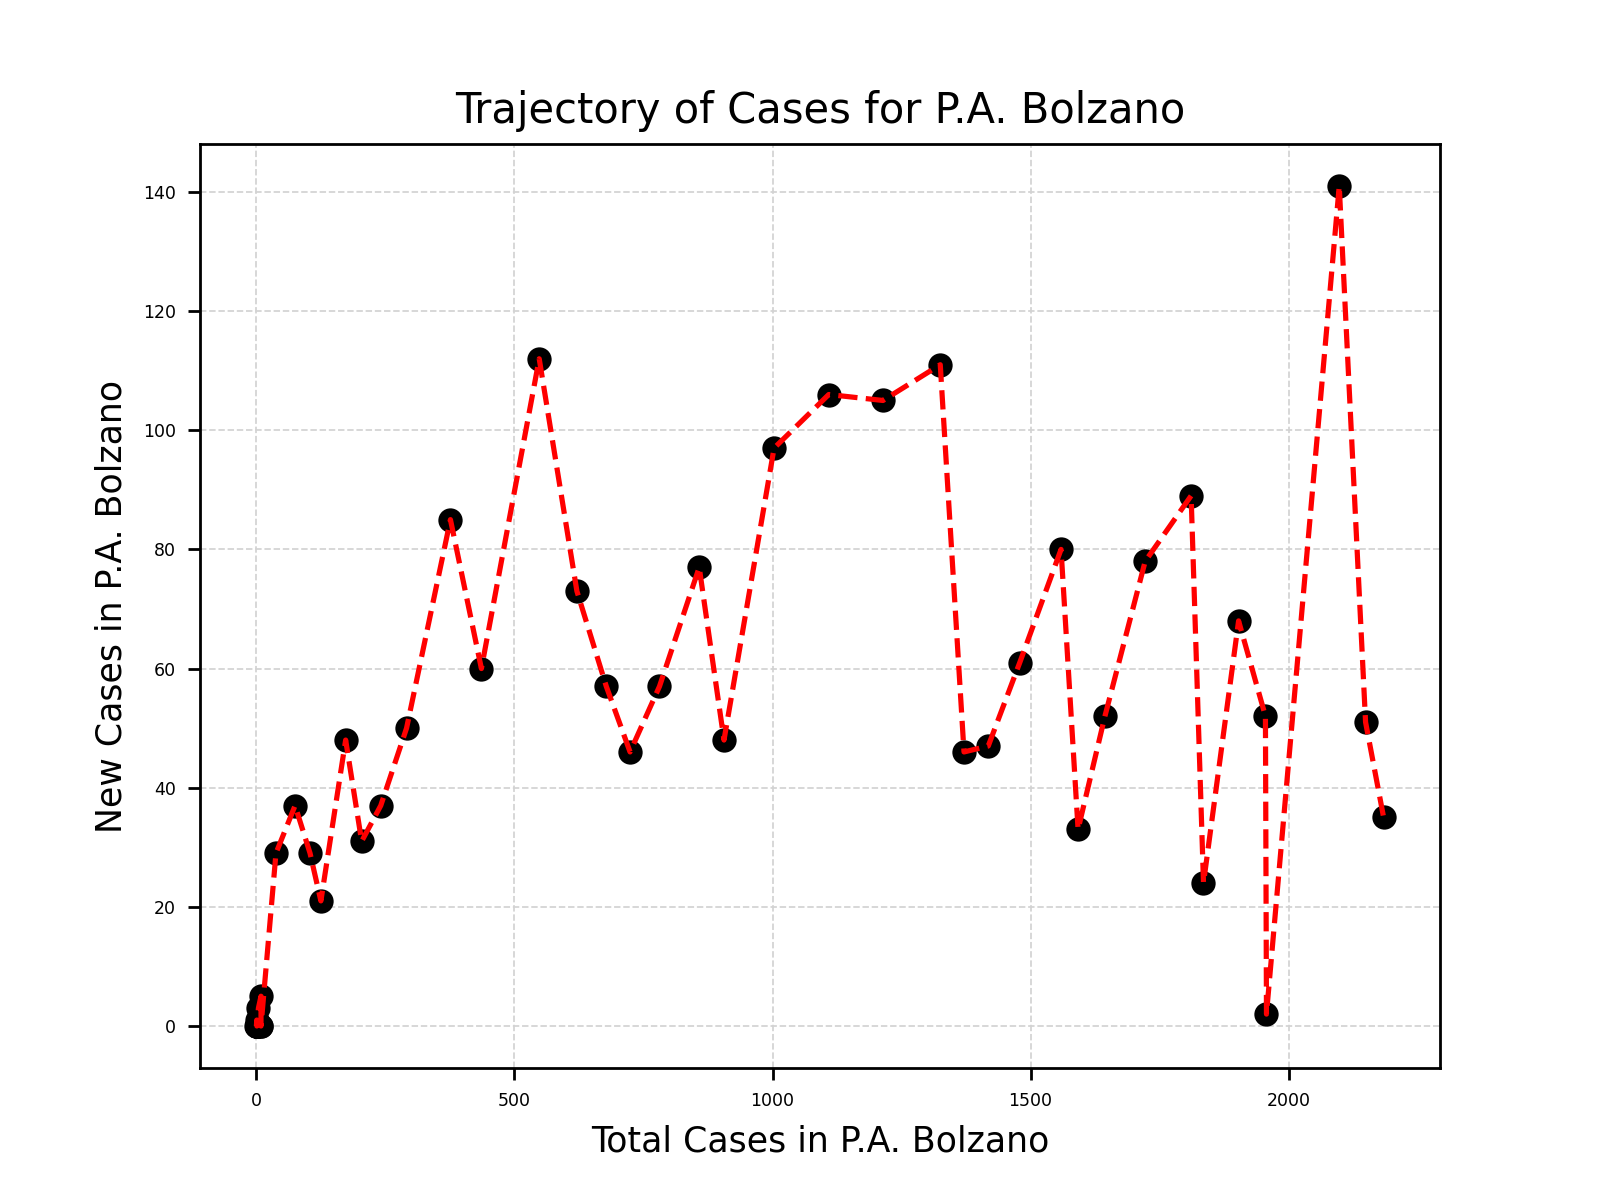 Trajectory of Cases for P.A. Bolzano
140
120
100
80
60
40
20
0
New Cases in P.A. Bolzano
0 500 1000 1500 2000
Total Cases in P.A. Bolzano